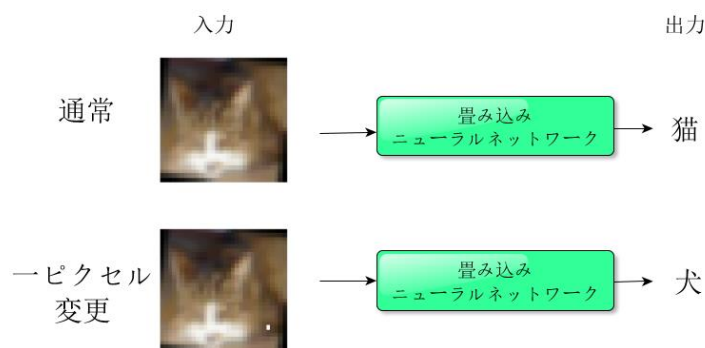 入力
出力
通常
畳み込み
ニューラルネットワーク
猫
一ピクセル
変更
畳み込み
ニューラルネットワーク
犬